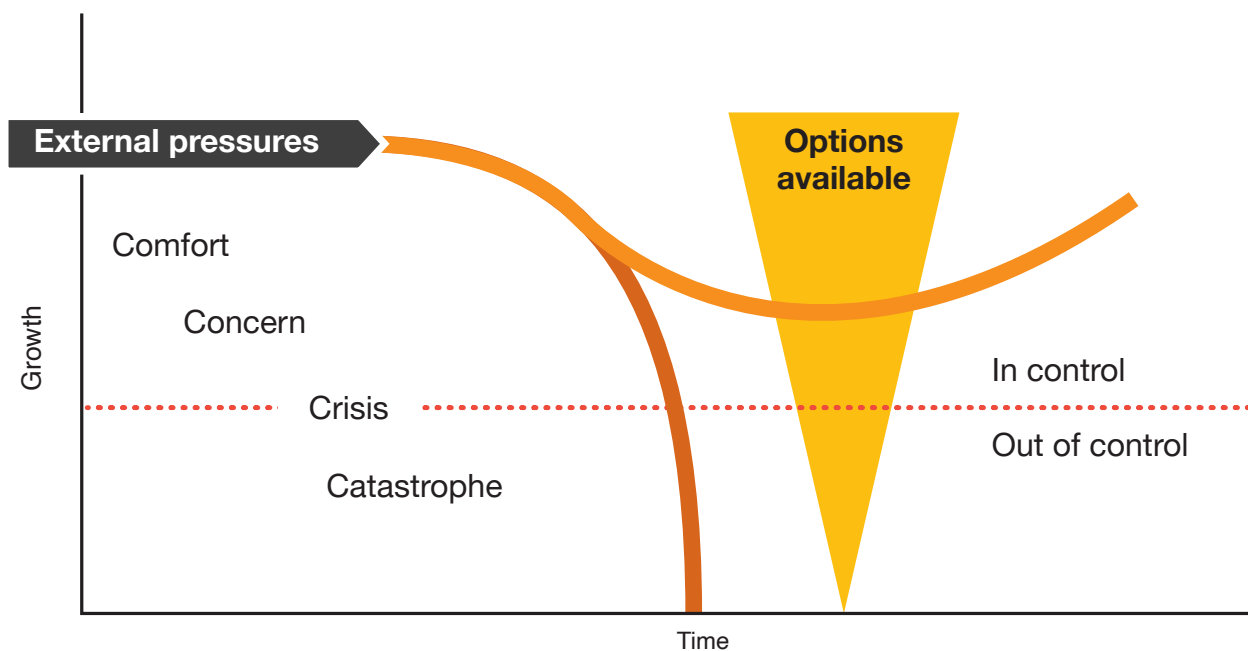 External pressures
Options
available
Comfort
Concern
Growth
In control
Crisis
Out of control
Catastrophe
Time